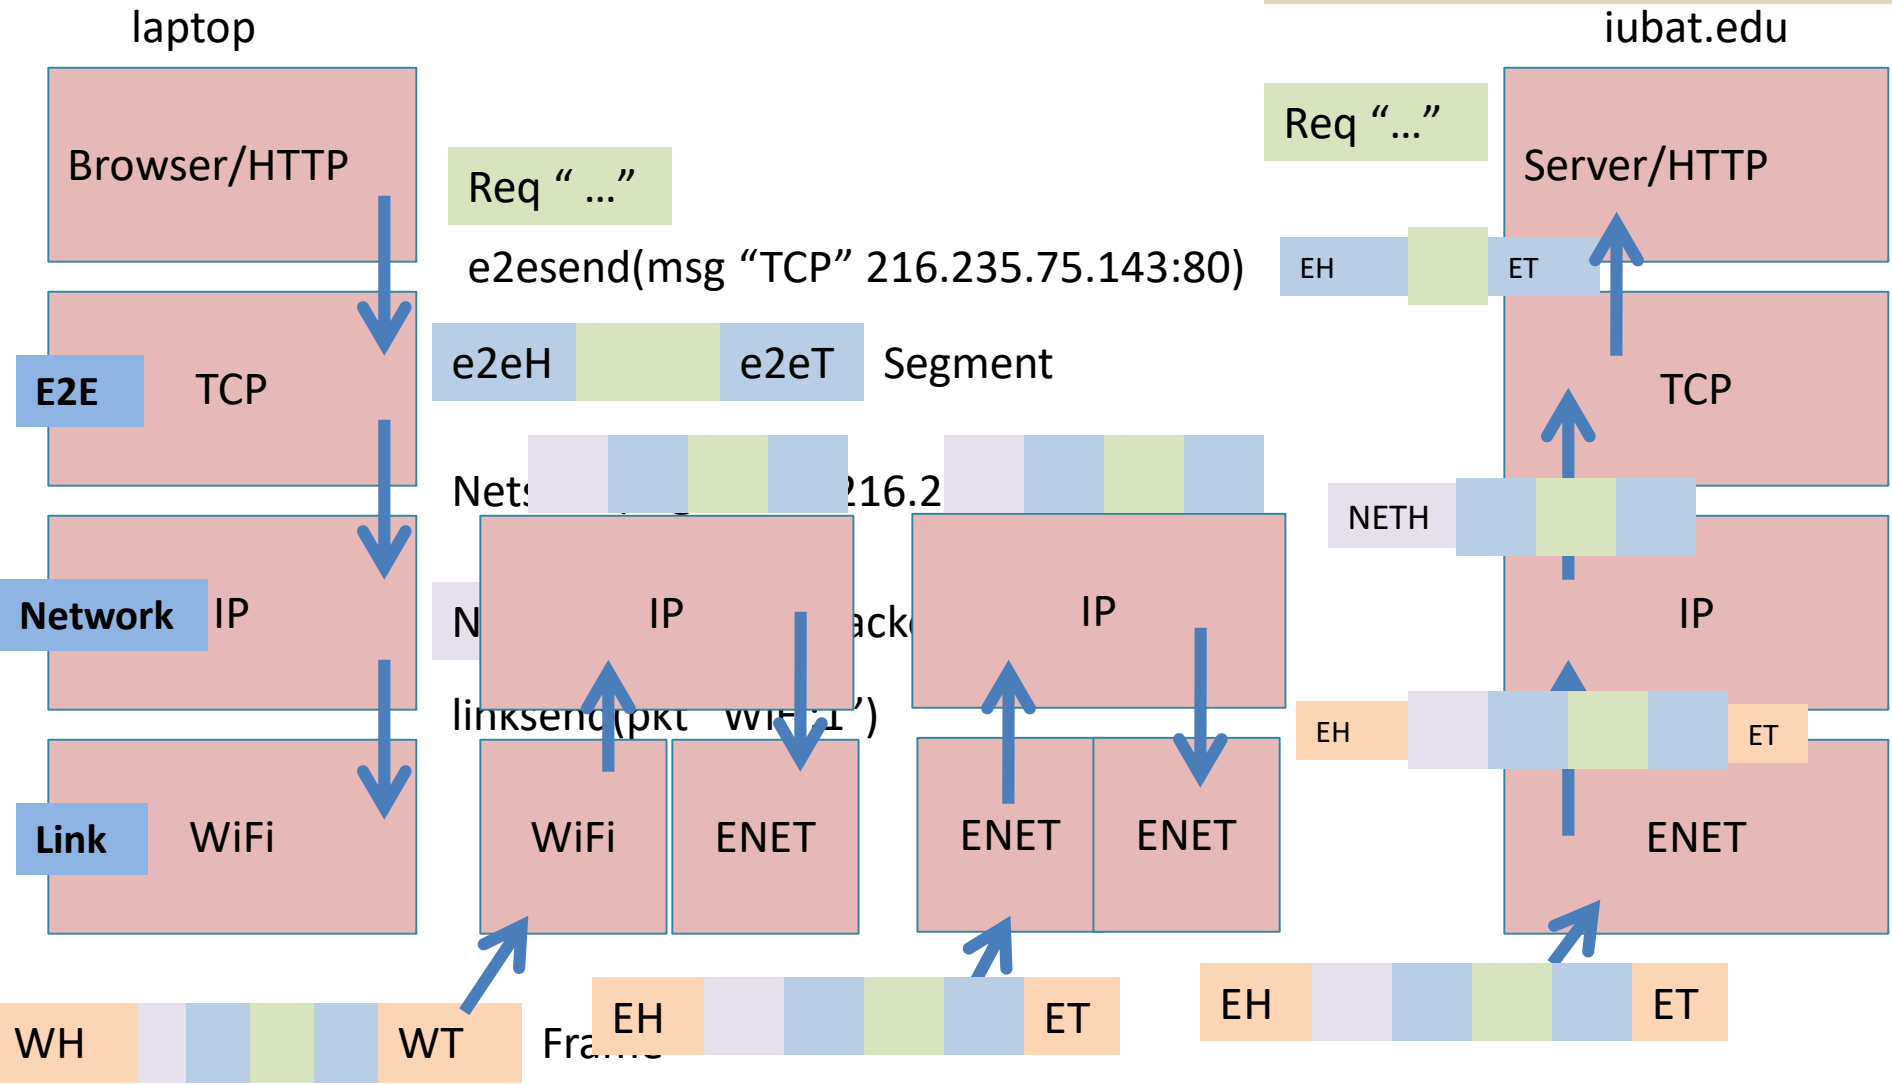 laptop
iubat.edu
Browser/HTTP
Req “ …”
Req “…”
Server/HTTP
e2esend(msg “TCP” 216.235.75.143:80)
EH
ET
E2E
TCP
e2eH
e2eT
Segment
TCP
NETH
Network
IP
IP
IP
IP
EH
ET
Link
WiFi
WiFi
ENET
ENET
ENET
ENET
WH
WT
EH
ET
EH
ET